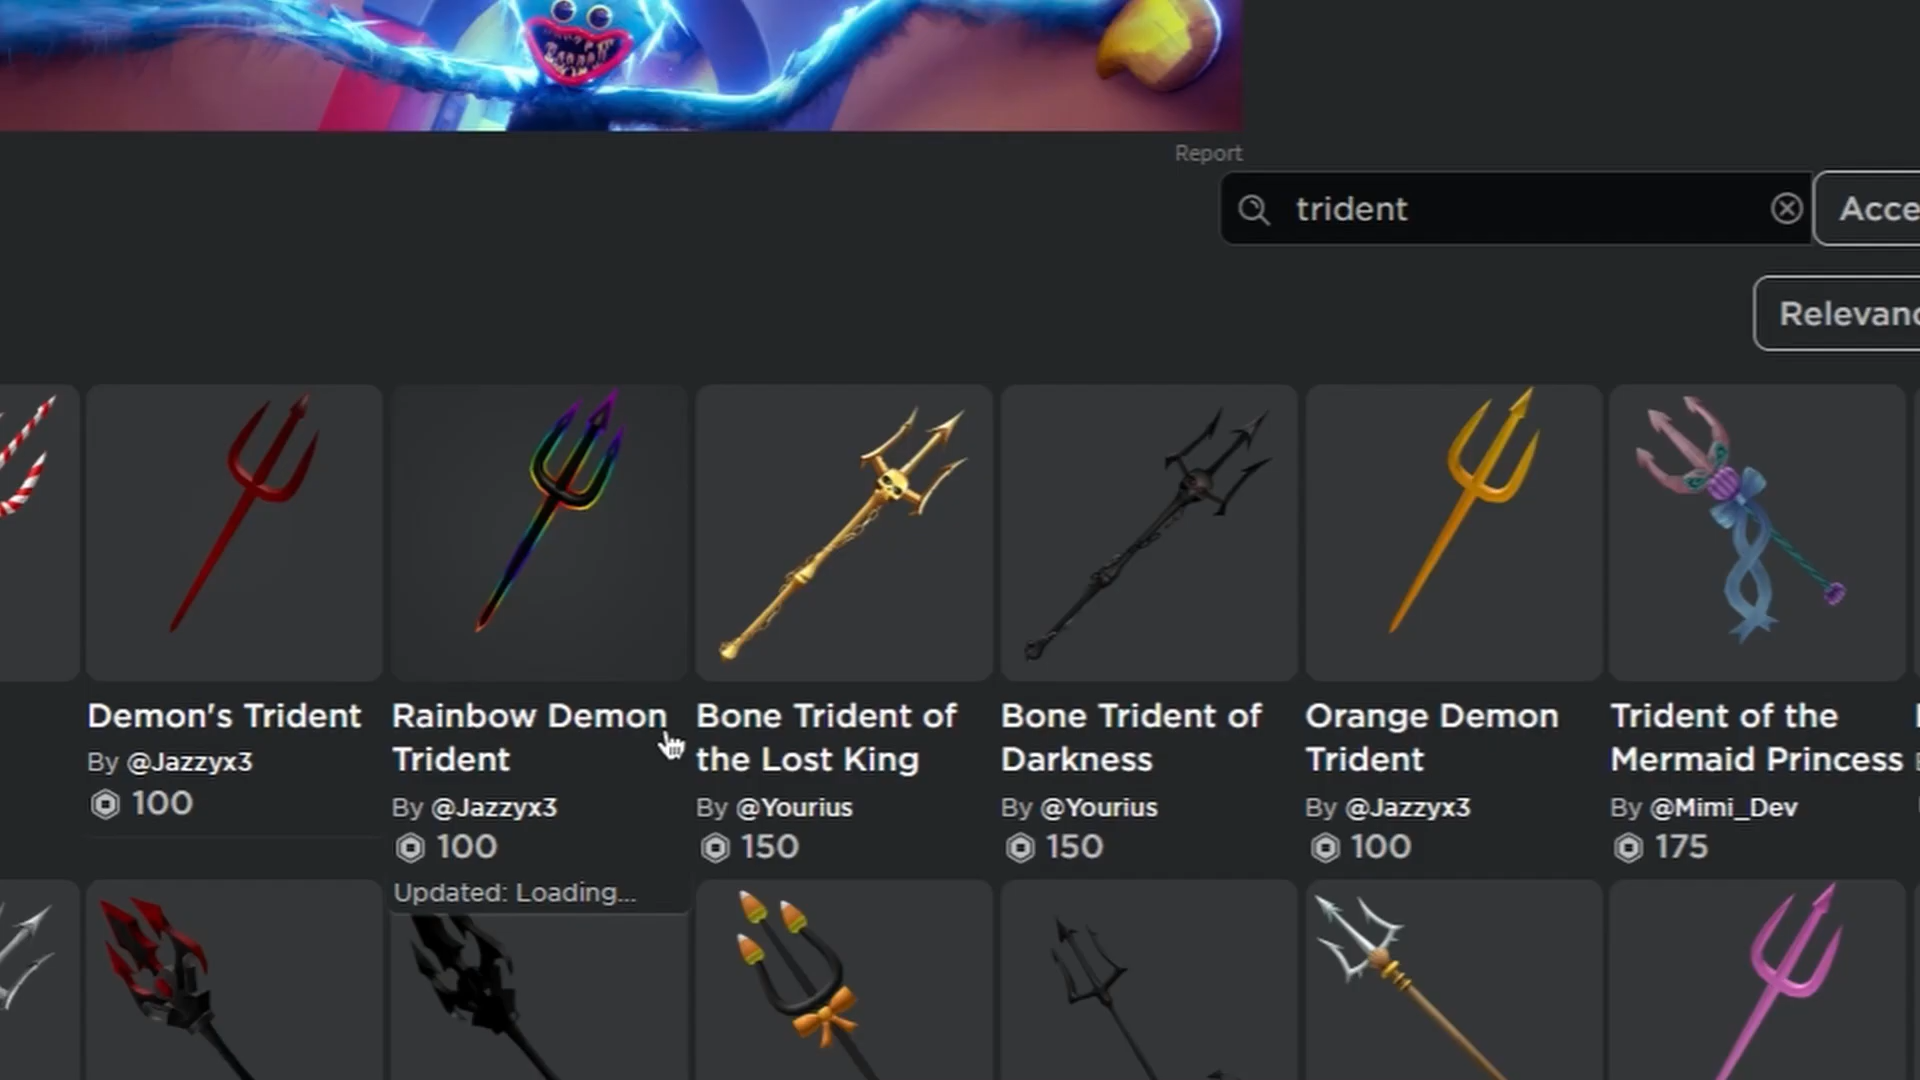 Report
trident
Demon's Trident
By @Jazzyx3
100
Rainbow Demon
Trident
By @Jazzyx3
100
Updated: Loading...
Bone Trident of
the Lost King
By @Yourius
150
Bone Trident of
Darkness
By @Yourius
150
Orange Demon
Trident
By @Jazzyx3
100
Trident of the
Mermaid Princess
By @Mimi_Dev
175